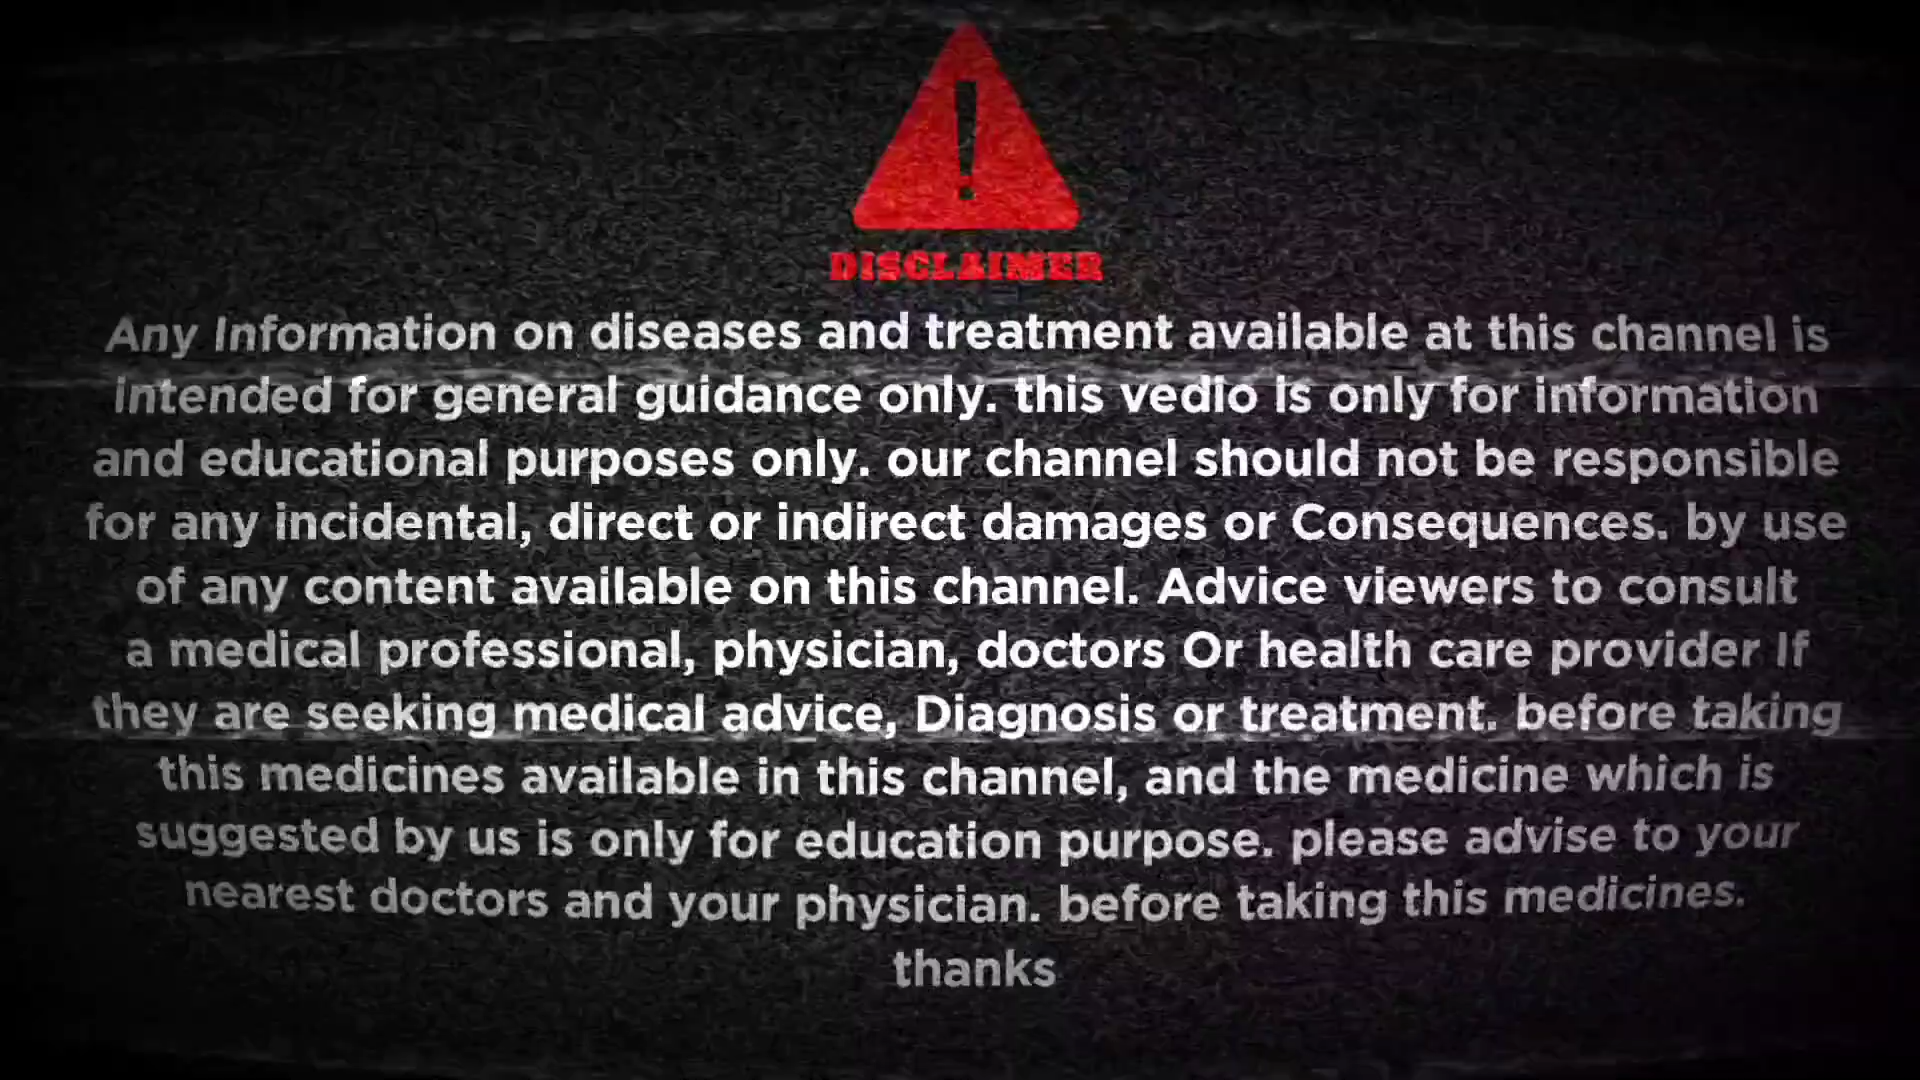 DISCLAIMER
Any Information on diseases and treatment available at this channel is
intended for general guidance only. this vedio is only for information
and educational purposes only. our channel should not be responsible
for any incidental, direct or indirect damages or Consequences. by use
of any content available on this channel. Advice viewers to consult
a medical professional, physician, doctors Or health care provider If
they are seeking medical advice, Diagnosis or treatment. before taking
this medicines available in this channel, and the medicine which is
suggested by us is only for education purpose. please advise to your
nearest doctors and your physician. before taking this medicines.
thanks